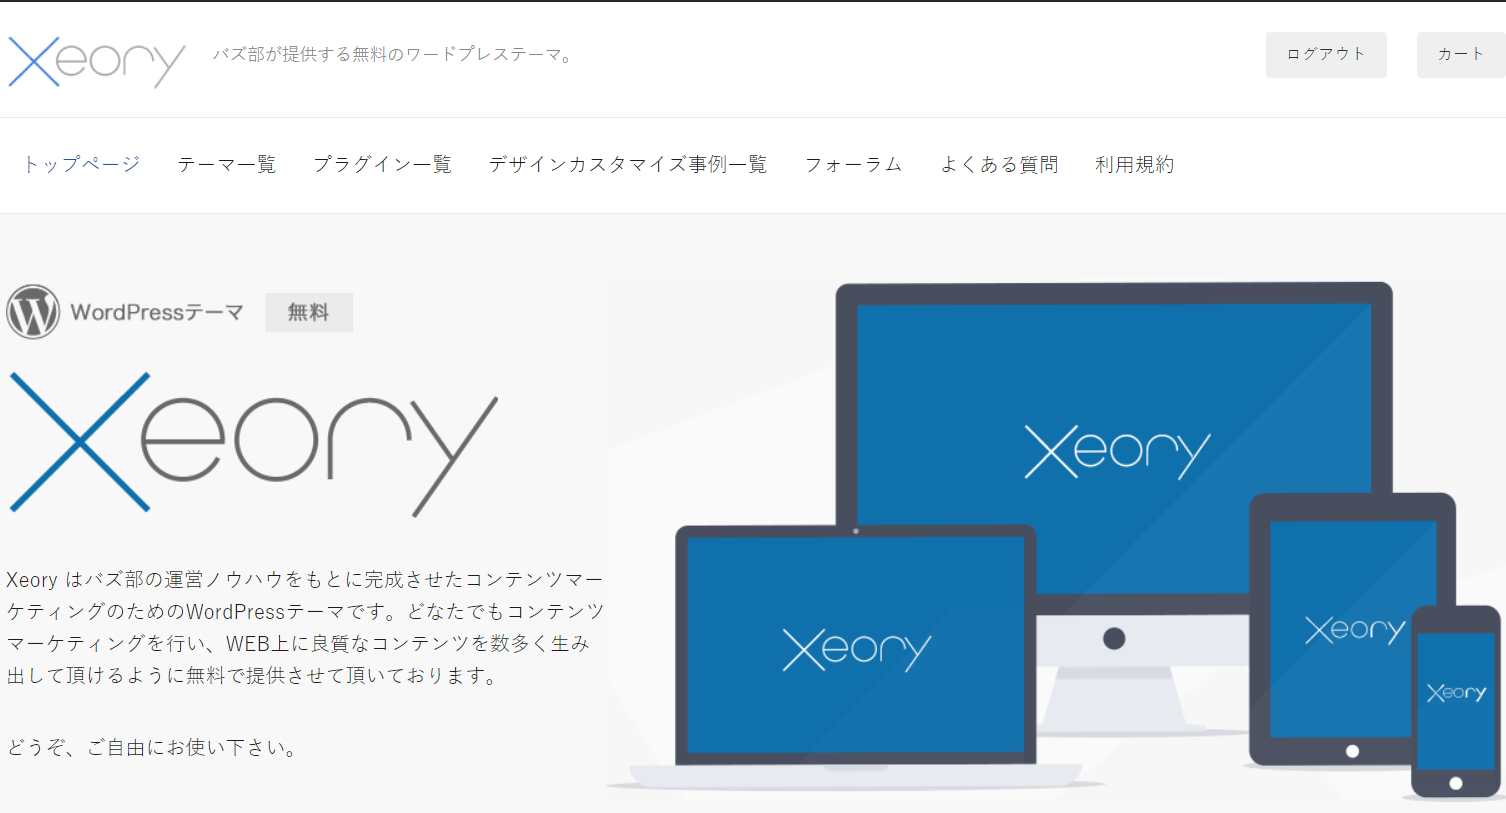 Xeory
バズ部が提供する無料のワードプレステーマ。
ログアウト
カート
トップページ
テーマ一覧
プラグイン一覧
デザインカスタマイズ事例一覧
フォーラム
よくある質問
利用規約
WordPressテーマ
無料
Xeory
Xeory はバズ部の運営ノウハウをもとに完成させたコンテンツマー
ケティングのためのWordPressテーマです。どなたでもコンテンツ
マーケティングを行い、WEB上に良質なコンテンツを数多く生み
出して頂けるように無料で提供させて頂いております。
どうぞ、ご自由にお使い下さい。
Xeory
Xeory
Xeory
Xeory